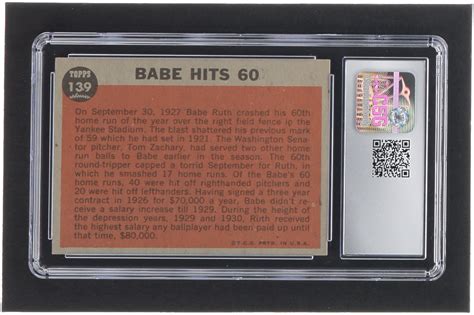 TOPPS
139
BABE HITS 60
On September 30, 1927 Babe Ruth crashed his 60th
home run of the year over the right field fence in the
Yankee Stadium. The blast shattered his previous mark
of 59 which he had set in 1921. The Washington Sena-
tor pitcher, Tom Zachary, had served two other home
run balls to Babe earlier in the season. The 60th
round-tripper capped a torrid September for Ruth, in
which he smashed 17 home runs. Of the Babe's 60
home runs, 40 were hit off righthanded pitchers and
20 were hit off lefthanders. Having signed a three year
contract in 1926 for $70,000 a year, Babe didn't re-
ceive a salary increase till 1929. During the height of
the depression years, 1929 and 1930, Ruth received
the highest salary any ballplayer had been paid up until
that time, $80,000.
©T.C.G. PRTD. IN U.S.A.